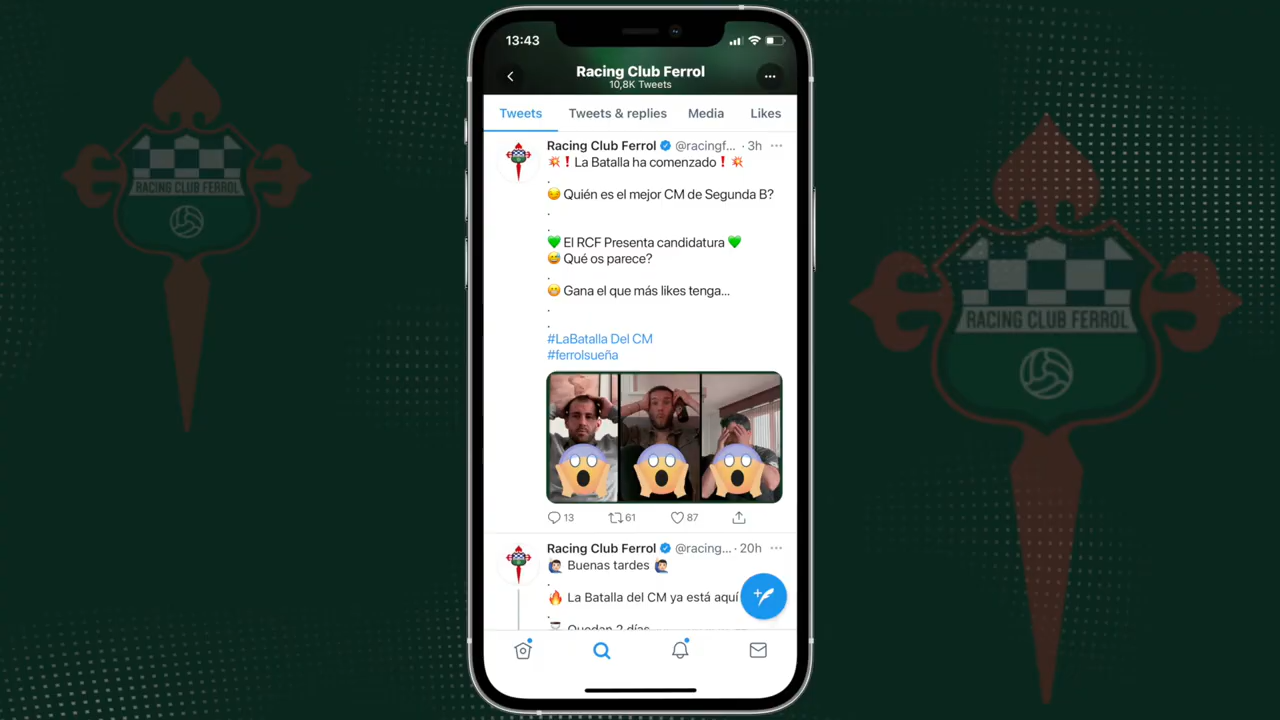 13:43
Racing Club Ferrol
10,8K Tweets
Tweets
Tweets & replies
Media
Likes
Racing Club Ferrol @racingf... · 3h
💥❗La Batalla ha comenzado❗💥
.
😏 Quién es el mejor CM de Segunda B?
.
.
💚 El RCF Presenta candidatura 💚
😅 Qué os parece?
.
😁 Gana el que más likes tenga...
.
.
#LaBatalla Del CM
#ferrolsueña
13
61
87
Racing Club Ferrol @racing... · 20h
🙋🏻‍♂️ Buenas tardes 🙋🏻‍♂️
.
🔥 La Batalla del CM ya está aquí
.
⏳ Quedan 2 días
RACING CLUB FERROL
RACING CLUB FERROL